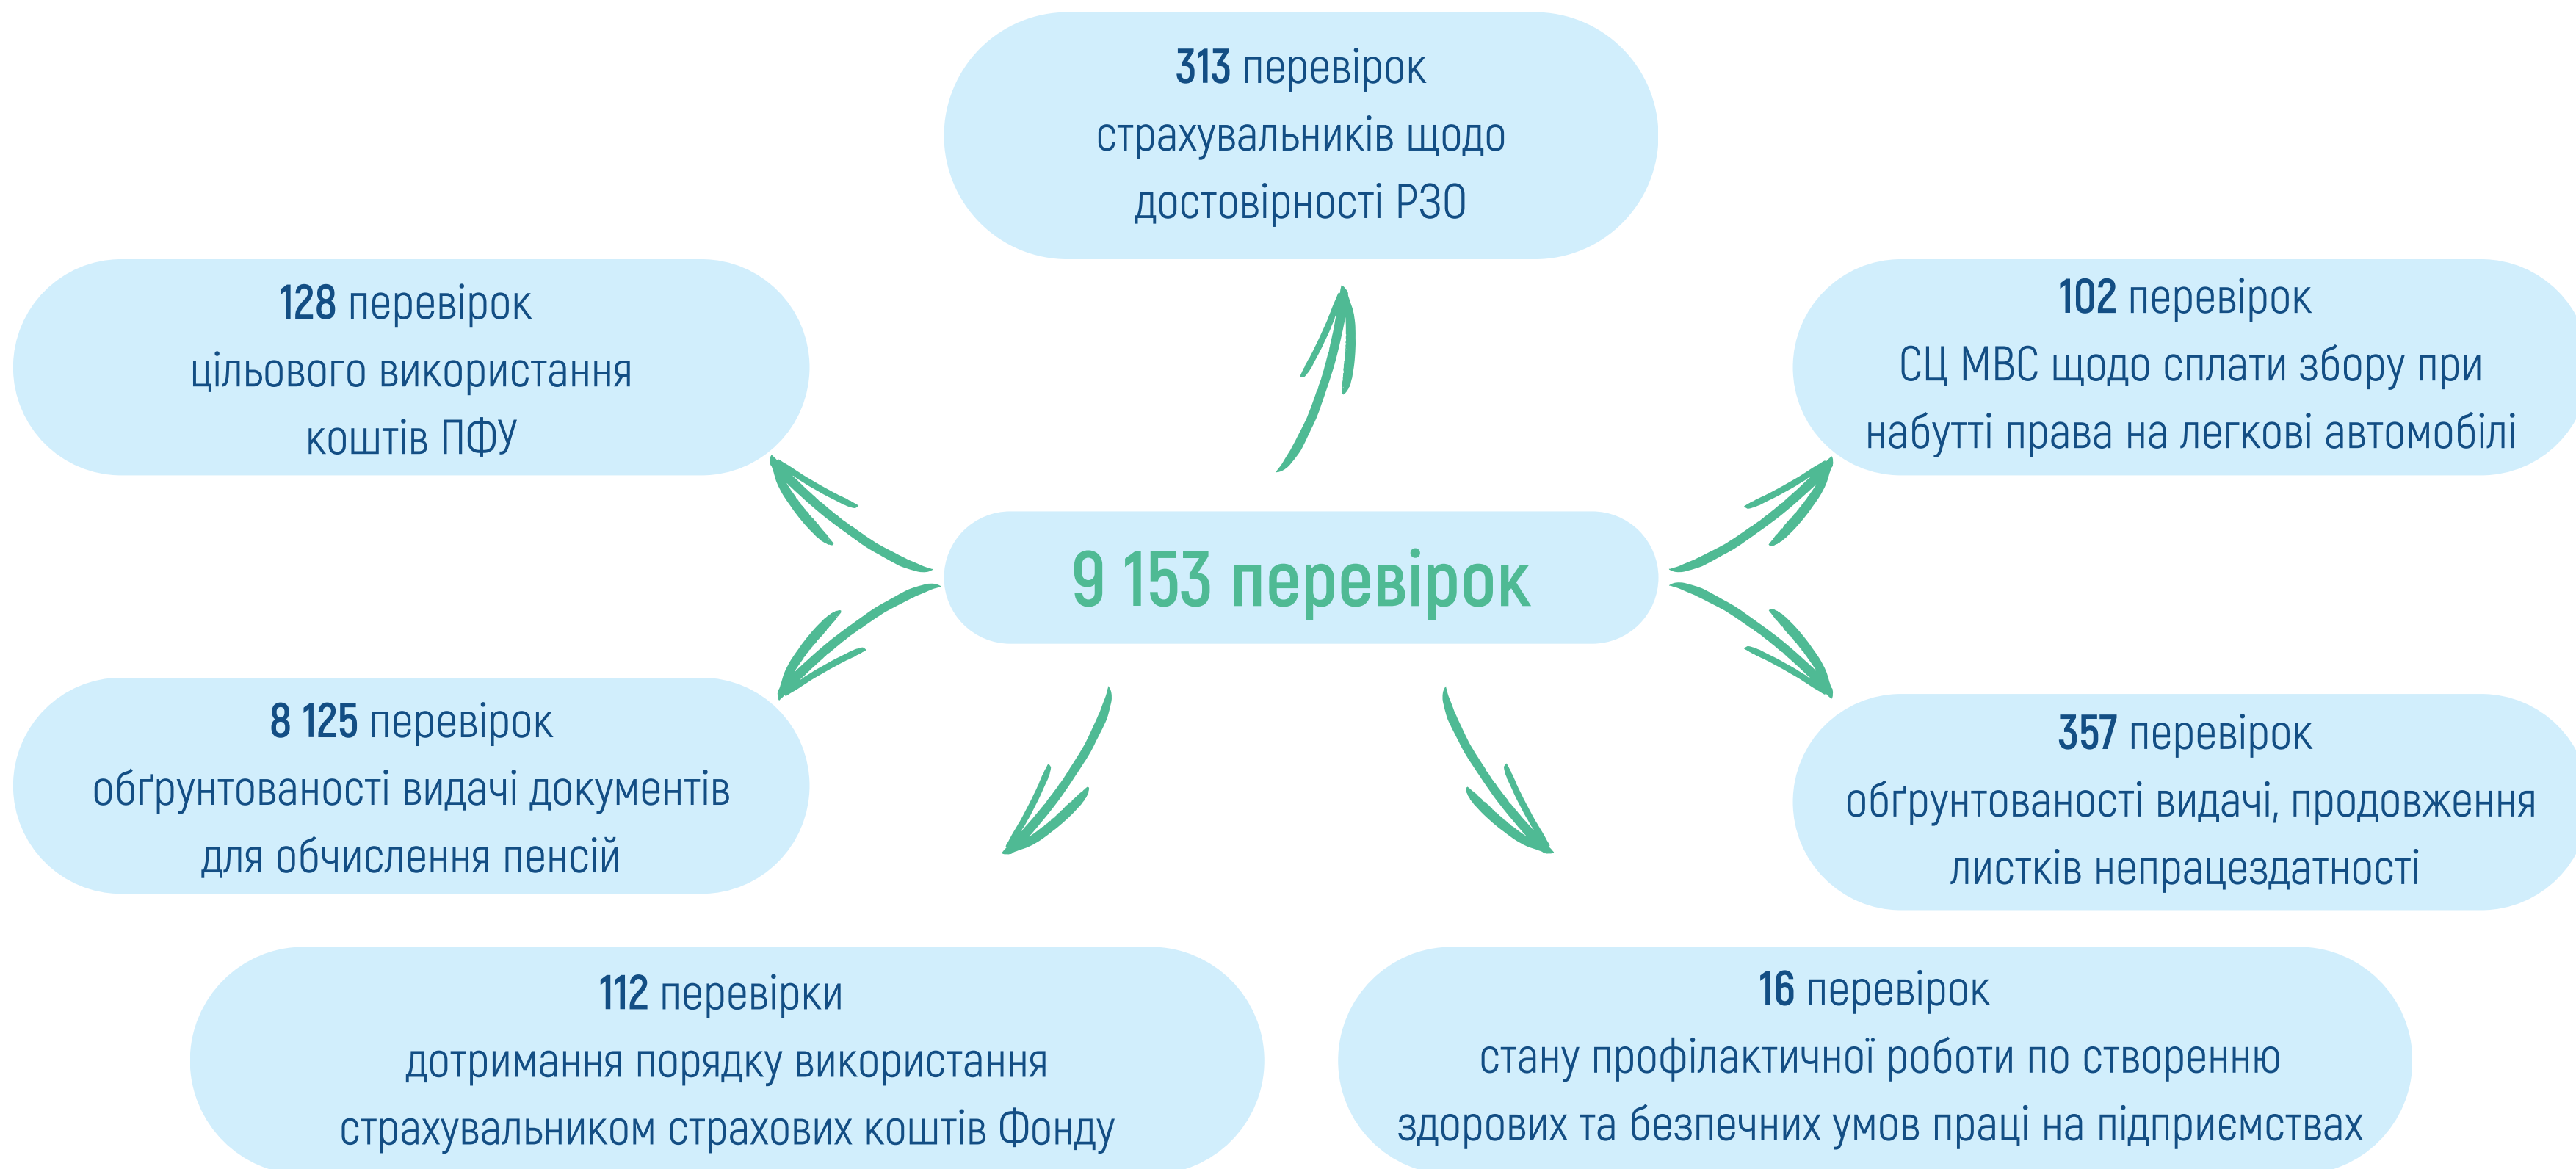 313 перевірок
страхувальників щодо
достовірності РЗО
128 перевірок
цільового використання
коштів ПФУ
102 перевірок
СЦ МВС щодо сплати збору при
набутті права на легкові автомобілі
9 153 перевірок
8 125 перевірок
обґрунтованості видачі документів
для обчислення пенсій
357 перевірок
обґрунтованості видачі, продовження
листків непрацездатності
112 перевірки
дотримання порядку використання
страхувальником страхових коштів Фонду
16 перевірок
стану профілактичної роботи по створенню
здорових та безпечних умов праці на підприємствах